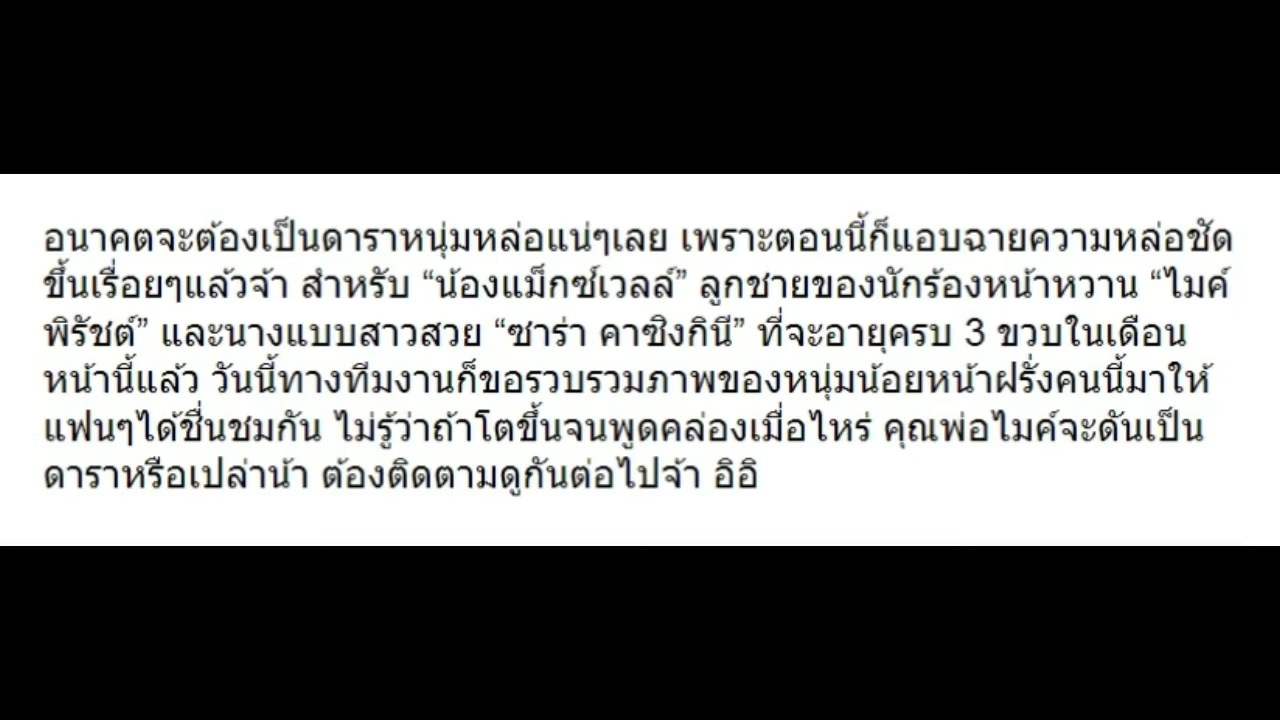 อนาคตจะต้องเป็นดาราหนุ่มหล่อแน่ๆเลย เพราะตอนนี้ก็แอบฉายความหล่อชัด
ขึ้นเรื่อยๆแล้วจ้า สำหรับ “น้องแม็กซ์เวลล์” ลูกชายของนักร้องหน้าหวาน “ไมค์
พิรัชต์” และนางแบบสาวสวย “ซาร่า คาซิงกินี” ที่จะอายุครบ 3 ขวบในเดือน
หน้านี้แล้ว วันนี้ทางทีมงานก็ขอรวบรวมภาพของหนุ่มน้อยหน้าฝรั่งคนนี้มาให้
แฟนๆได้ชื่นชมกัน ไม่รู้ว่าถ้าโตขึ้นจนพูดคล่องเมื่อไหร่ คุณพ่อไมค์จะดันเป็น
ดาราหรือเปล่าน้า ต้องติดตามดูกันต่อไปจ้า อิอิ